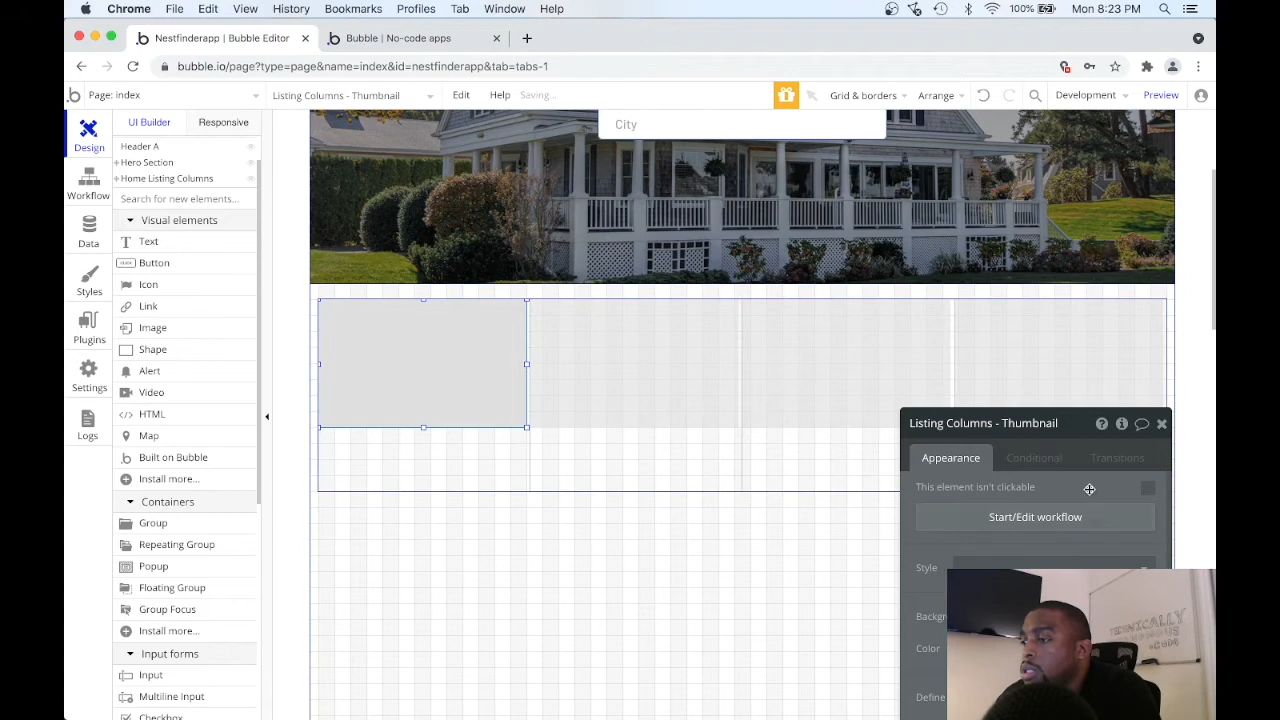 Chrome File Edit View History Bookmarks Profiles Tab Window Help 100% Mon 8:23 PM
Nestfinderapp | Bubble Editor Bubble | No-code apps
bubble.io/page?type=page&name=index&id=nestfinderapp&tab=tabs-1
Page: index Listing Columns - Thumbnail Edit Help Saving... Grid & borders Arrange Development Preview
UI Builder Responsive
City
Design
Header A
Hero Section
Home Listing Columns
Workflow
Search for new elements...
Visual elements
Data
Text
Button
Styles
Icon
Link
Plugins
Image
Shape
Settings
Alert
Video
Logs
HTML
Map
Built on Bubble
Install more...
Containers
Group
Repeating Group
Popup
Floating Group
Group Focus
Install more...
Input forms
Input
Multiline Input
Checkbox
Listing Columns - Thumbnail
Appearance Conditional Transitions
This element isn't clickable
Start/Edit workflow
Style
Backgr
Color
Define
TECHNICALLY